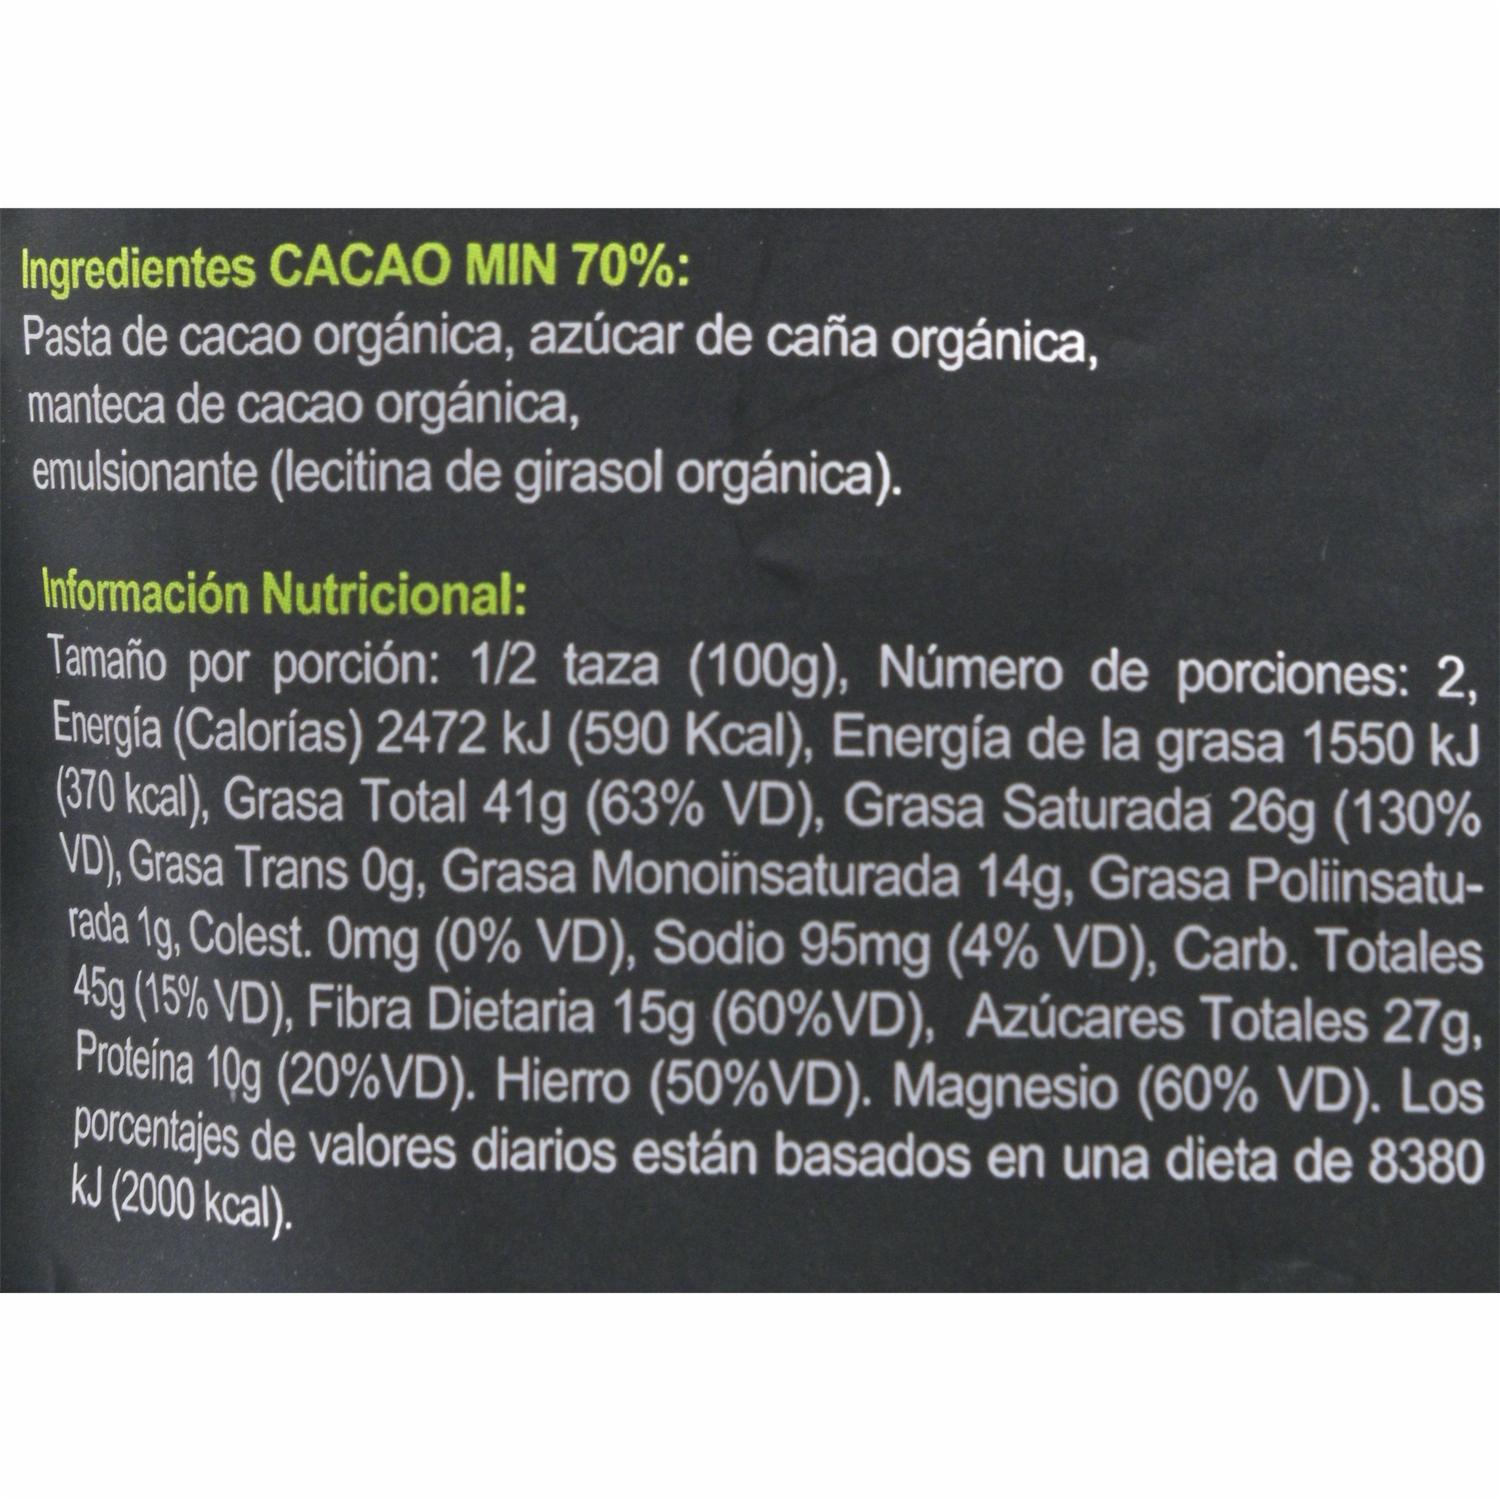 Ingredientes CACAO MIN 70%:
Pasta de cacao orgánica, azúcar de caña orgánica,
manteca de cacao orgánica,
emulsionante (lecitina de girasol orgánica).
Información Nutricional:
Tamaño por porción: 1/2 taza (100g), Número de porciones: 2,
Energía (Calorías) 2472 kJ (590 Kcal), Energía de la grasa 1550 kJ
(370 kcal), Grasa Total 41g (63% VD), Grasa Saturada 26g (130%
VD), Grasa Trans 0g, Grasa Monoinsaturada 14g, Grasa Poliinsatu-
rada 1g, Colest. 0mg (0% VD), Sodio 95mg (4% VD), Carb. Totales
45g (15% VD), Fibra Dietaria 15g (60%VD), Azúcares Totales 27g,
Proteína 10g (20%VD). Hierro (50%VD). Magnesio (60% VD). Los
porcentajes de valores diarios están basados en una dieta de 8380
kJ (2000 kcal).